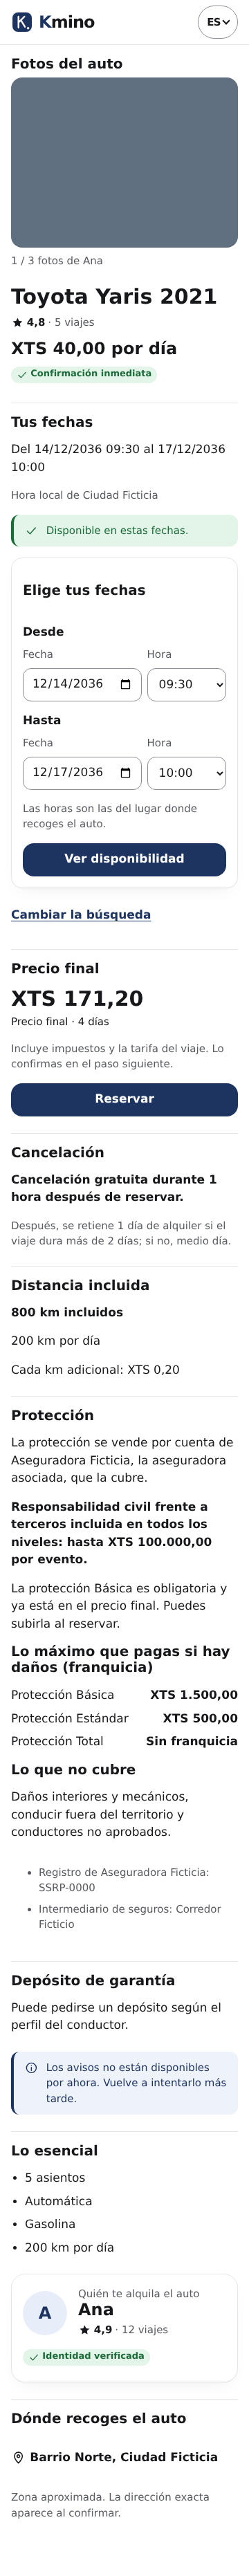 Kmino
ES
Fotos del auto
1 / 3 fotos de Ana
Toyota Yaris 2021
★ 4,8 · 5 viajes
XTS 40,00 por día
Confirmación inmediata
Tus fechas
Del 14/12/2036 09:30 al 17/12/2036
10:00
Hora local de Ciudad Ficticia
Disponible en estas fechas.
Elige tus fechas
Desde
Fecha Hora
12/14/2036 09:30
Hasta
Fecha Hora
12/17/2036 10:00
Las horas son las del lugar donde
recoges el auto.
Ver disponibilidad
Cambiar la búsqueda
Precio final
XTS 171,20
Precio final · 4 días
Incluye impuestos y la tarifa del viaje. Lo
confirmas en el paso siguiente.
Reservar
Cancelación
Cancelación gratuita durante 1
hora después de reservar.
Después, se retiene 1 día de alquiler si el
viaje dura más de 2 días; si no, medio día.
Distancia incluida
800 km incluidos
200 km por día
Cada km adicional: XTS 0,20
Protección
La protección se vende por cuenta de
Aseguradora Ficticia, la aseguradora
asociada, que la cubre.
Responsabilidad civil frente a
terceros incluida en todos los
niveles: hasta XTS 100.000,00
por evento.
La protección Básica es obligatoria y
ya está en el precio final. Puedes
subirla al reservar.
Lo máximo que pagas si hay
daños (franquicia)
Protección Básica XTS 1.500,00
Protección Estándar XTS 500,00
Protección Total Sin franquicia
Lo que no cubre
Daños interiores y mecánicos,
conducir fuera del territorio y
conductores no aprobados.
• Registro de Aseguradora Ficticia:
SSRP-0000
• Intermediario de seguros: Corredor
Ficticio
Depósito de garantía
Puede pedirse un depósito según el
perfil del conductor.
Los avisos no están disponibles
por ahora. Vuelve a intentarlo más
tarde.
Lo esencial
• 5 asientos
• Automática
• Gasolina
• 200 km por día
Quién te alquila el auto
A
Ana
★ 4,9 · 12 viajes
Identidad verificada
Dónde recoges el auto
Barrio Norte, Ciudad Ficticia
Zona aproximada. La dirección exacta
aparece al confirmar.